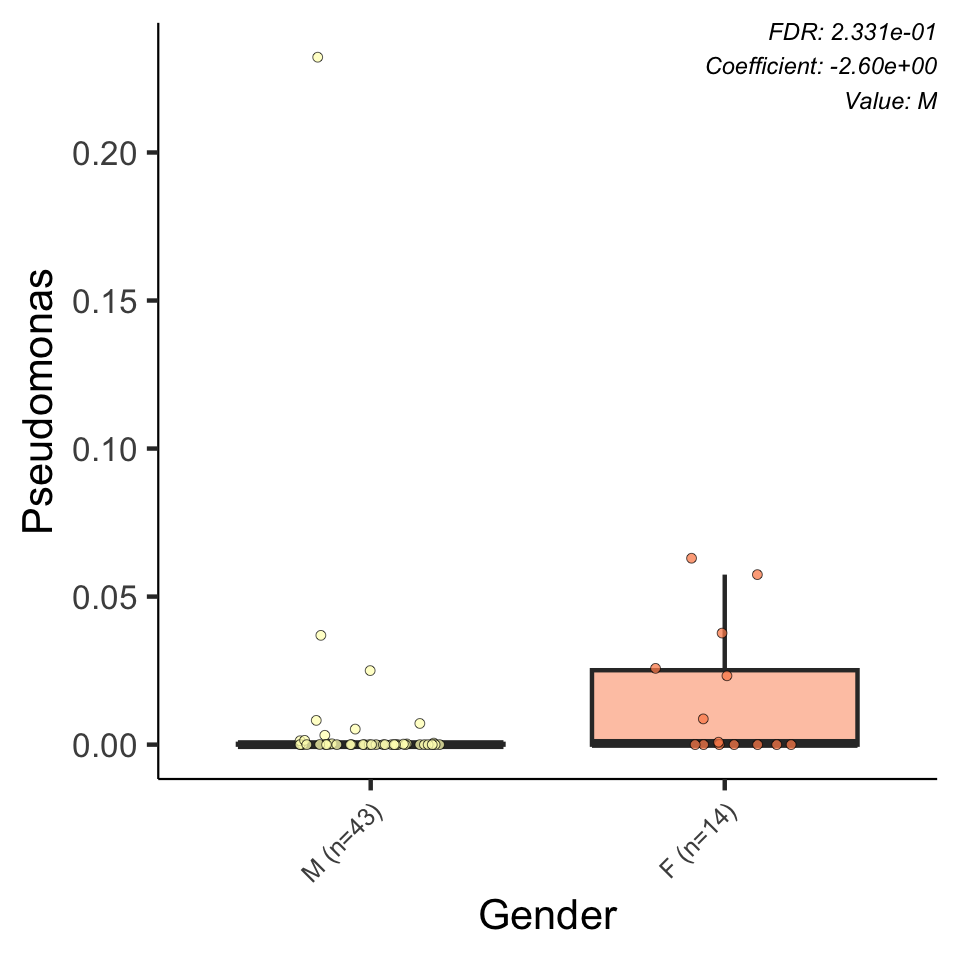 FDR: 2.331e-01
Coefficient: -2.60e+00
Value: M
0.20
0.15
0.10
0.05
0.00
Pseudomonas
M (n=43)
F (n=14)
Gender